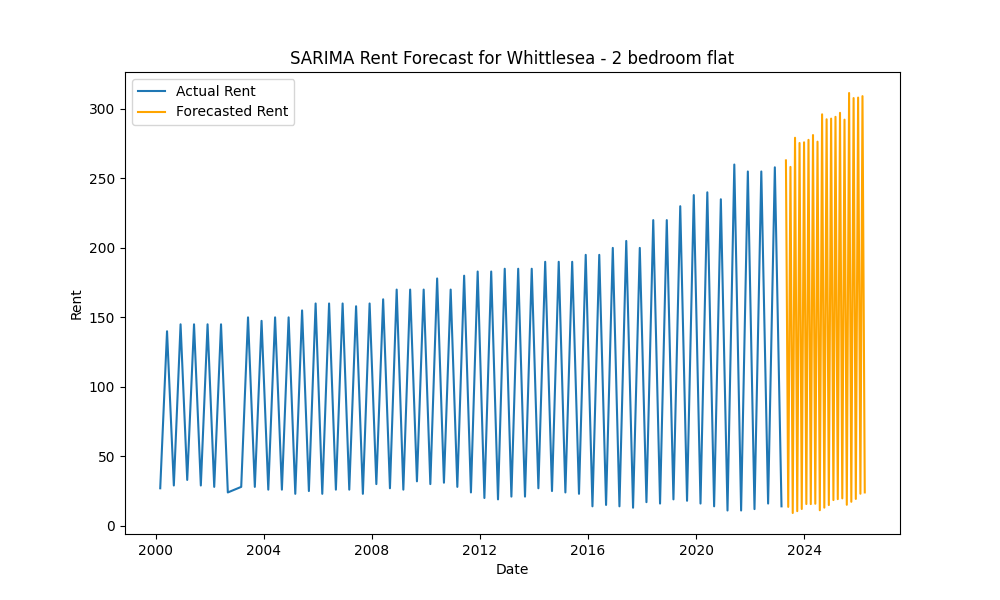 SARIMA Rent Forecast for Whittlesea - 2 bedroom flat
Actual Rent
Forecasted Rent
300
250
200
150
100
50
0
Rent
2000
2004
2008
2012
2016
2020
2024
Date